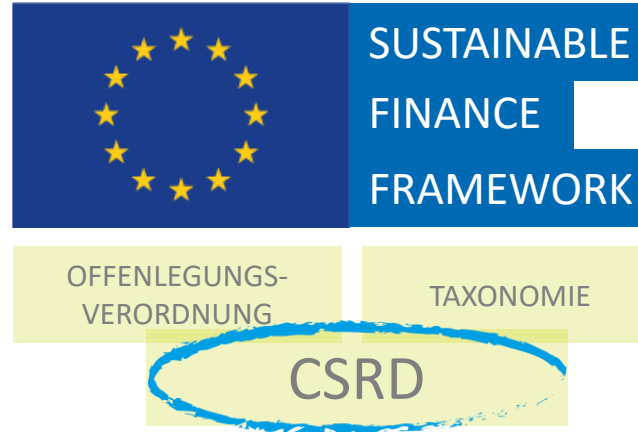 SUSTAINABLE
FINANCE
FRAMEWORK
OFFENLEGUNGS-
VERORDNUNG
TAXONOMIE
CSRD